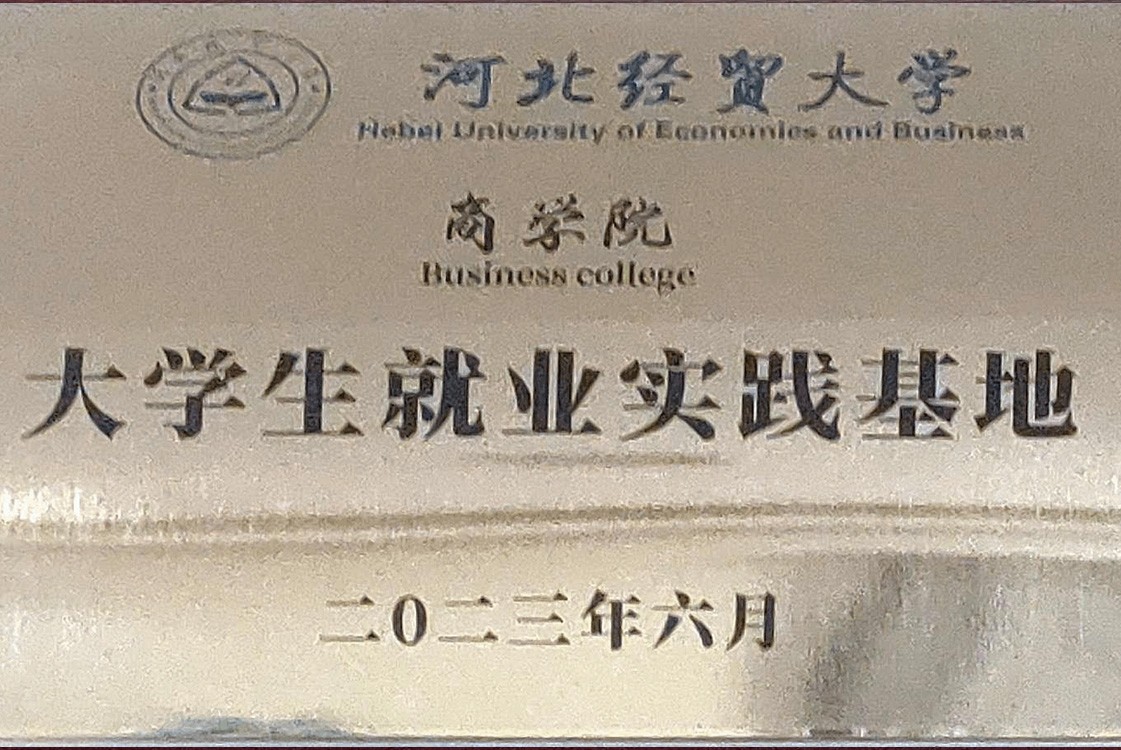 河北经贸大学
Hebei University of Economics and Business
商学院
Business college
大学生就业实践基地
二0二三年六月